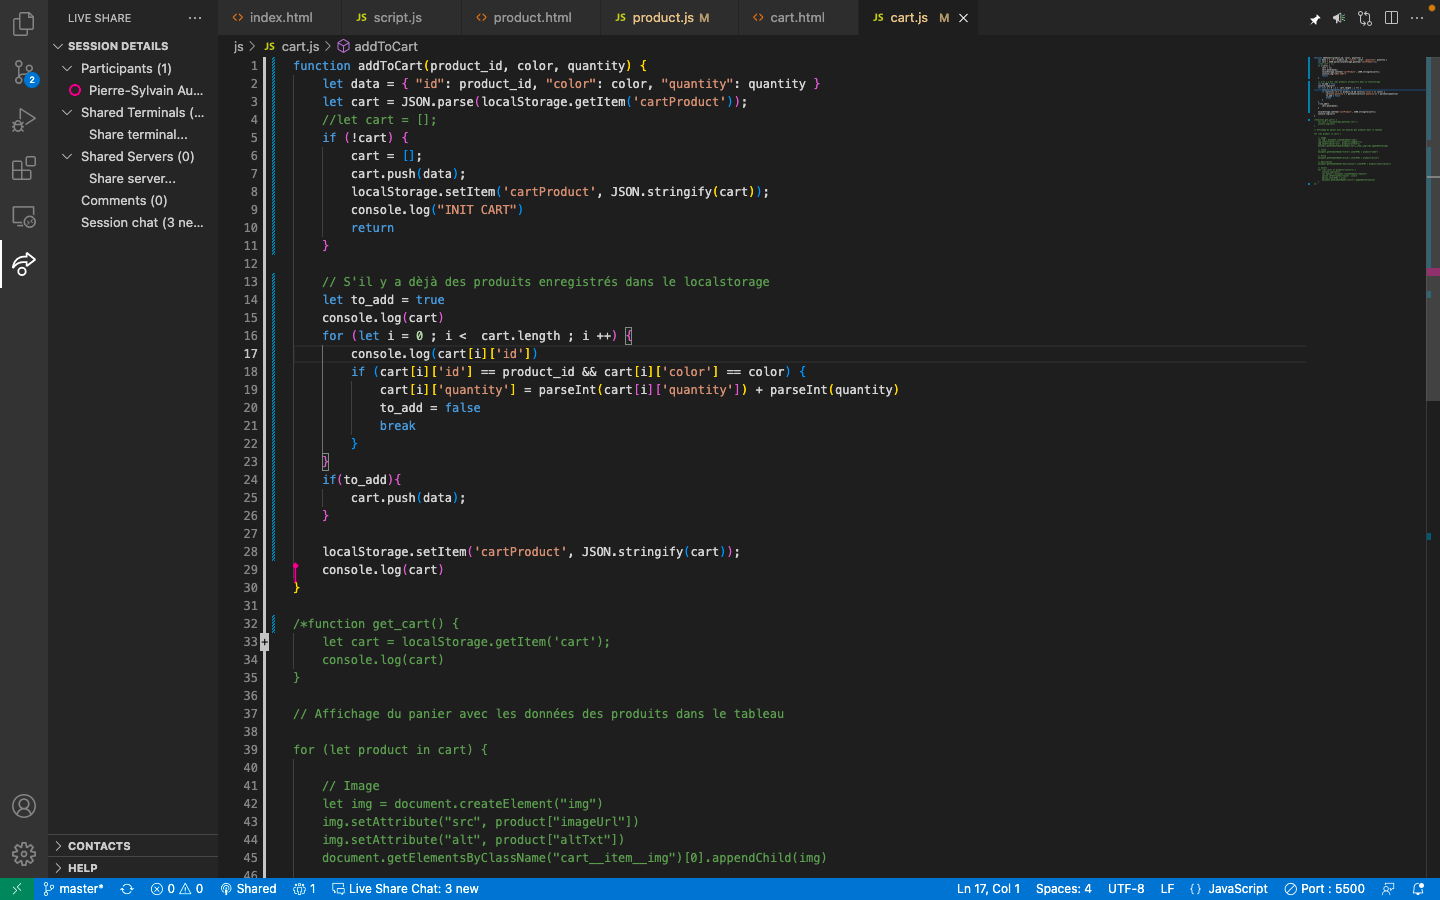 LIVE SHARE ···
index.html
JS script.js
product.html
JS product.js M
cart.html
JS cart.js M
SESSION DETAILS
Participants (1)
Pierre-Sylvain Au...
Shared Terminals (...
Share terminal...
Shared Servers (0)
Share server...
Comments (0)
Session chat (3 ne...
CONTACTS
HELP
2
js > JS cart.js > addToCart
1 function addToCart(product_id, color, quantity) {
2 let data = { "id": product_id, "color": color, "quantity": quantity }
3 let cart = JSON.parse(localStorage.getItem('cartProduct'));
4 //let cart = [];
5 if (!cart) {
6 cart = [];
7 cart.push(data);
8 localStorage.setItem('cartProduct', JSON.stringify(cart));
9 console.log("INIT CART")
10 return
11 }
12
13 // S'il y a dèjà des produits enregistrés dans le localstorage
14 let to_add = true
15 console.log(cart)
16 for (let i = 0 ; i <  cart.length ; i ++) {
17 console.log(cart[i]['id'])
18 if (cart[i]['id'] == product_id && cart[i]['color'] == color) {
19 cart[i]['quantity'] = parseInt(cart[i]['quantity']) + parseInt(quantity)
20 to_add = false
21 break
22 }
23 }
24 if(to_add){
25 cart.push(data);
26 }
27
28 localStorage.setItem('cartProduct', JSON.stringify(cart));
29 console.log(cart)
30 }
31
32 /*function get_cart() {
33 let cart = localStorage.getItem('cart');
34 console.log(cart)
35 }
36
37 // Affichage du panier avec les données des produits dans le tableau
38
39 for (let product in cart) {
40
41 // Image
42 let img = document.createElement("img")
43 img.setAttribute("src", product["imageUrl"])
44 img.setAttribute("alt", product["altTxt"])
45 document.getElementsByClassName("cart__item__img")[0].appendChild(img)
46
master* 0 0 Shared 1 Live Share Chat: 3 new Ln 17, Col 1 Spaces: 4 UTF-8 LF {} JavaScript Port : 5500